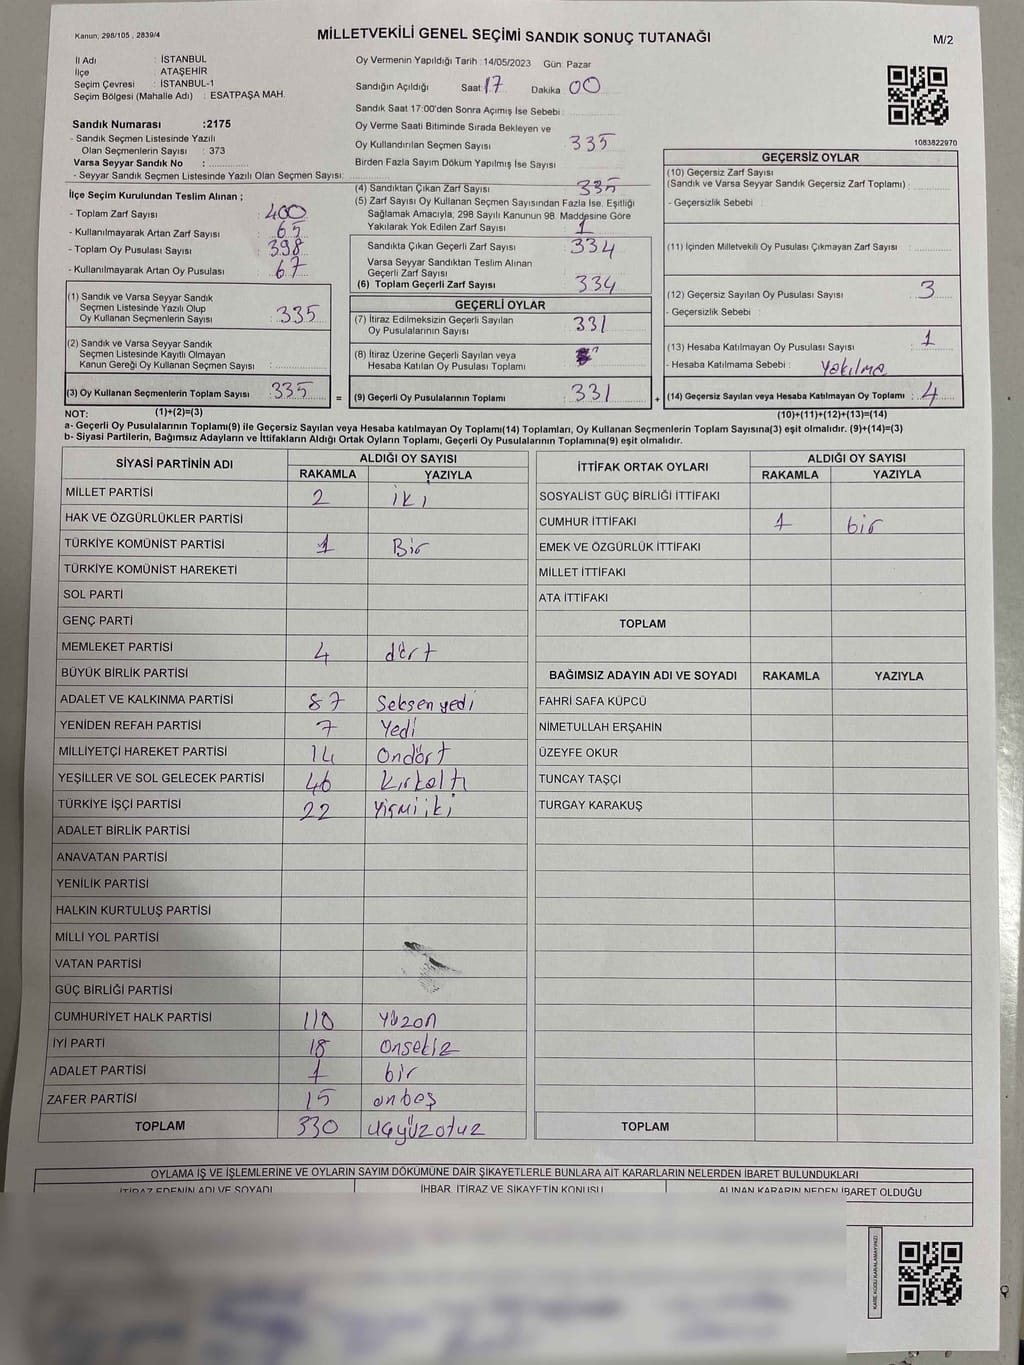 Kanun; 298/105 , 2839/4
MİLLETVEKİLİ GENEL SEÇİMİ SANDIK SONUÇ TUTANAĞI
M/2
İl Adı : İSTANBUL
İlçe : ATAŞEHİR
Seçim Çevresi : İSTANBUL-1
Seçim Bölgesi (Mahalle Adı) : ESATPAŞA MAH.
Sandık Numarası :2175
- Sandık Seçmen Listesinde Yazılı
Olan Seçmenlerin Sayısı : 373
Varsa Seyyar Sandık No :
- Seyyar Sandık Seçmen Listesinde Yazılı Olan Seçmen Sayısı:
Oy Vermenin Yapıldığı Tarih :14/05/2023 Gün: Pazar
Sandığın Açıldığı Saat 17 Dakika 00
Sandık Saat 17:00'den Sonra Açımış İse Sebebi :
Oy Verme Saati Bitiminde Sırada Bekleyen ve
Oy Kullandırılan Seçmen Sayısı 335
Birden Fazla Sayım Döküm Yapılmış İse Sayısı
1083822970
İlçe Seçim Kurulundan Teslim Alınan ;
- Toplam Zarf Sayısı : 400
- Kullanılmayarak Artan Zarf Sayısı : 65
- Toplam Oy Pusulası Sayısı : 398
- Kullanılmayarak Artan Oy Pusulası : 67
(4) Sandıktan Çıkan Zarf Sayısı 335
(5) Zarf Sayısı Oy Kullanan Seçmen Sayısından Fazla İse, Eşitliği
Sağlamak Amacıyla; 298 Sayılı Kanunun 98. Maddesine Göre
Yakılarak Yok Edilen Zarf Sayısı : 1
Sandıkta Çıkan Geçerli Zarf Sayısı 334
Varsa Seyyar Sandıktan Teslim Alınan
Geçerli Zarf Sayısı
(6) Toplam Geçerli Zarf Sayısı 334
GEÇERSİZ OYLAR
(10) Geçersiz Zarf Sayısı
(Sandık ve Varsa Seyyar Sandık Geçersiz Zarf Toplamı) :
- Geçersizlik Sebebi :
(11) İçinden Milletvekili Oy Pusulası Çıkmayan Zarf Sayısı :
(12) Geçersiz Sayılan Oy Pusulası Sayısı : 3
- Geçersizlik Sebebi :
(13) Hesaba Katılmayan Oy Pusulası Sayısı : 1
- Hesaba Katılmama Sebebi : Yakılma
(14) Geçersiz Sayılan veya Hesaba Katılmayan Oy Toplamı : 4
(1) Sandık ve Varsa Seyyar Sandık
Seçmen Listesinde Yazılı Olup
Oy Kullanan Seçmenlerin Sayısı : 335
(2) Sandık ve Varsa Seyyar Sandık
Seçmen Listesinde Kayıtlı Olmayan
Kanun Gereği Oy Kullanan Seçmen Sayısı :
(3) Oy Kullanan Seçmenlerin Toplam Sayısı : 335 =
GEÇERLİ OYLAR
(7) İtiraz Edilmeksizin Geçerli Sayılan
Oy Pusulalarının Sayısı 331
(8) İtiraz Üzerine Geçerli Sayılan veya
Hesaba Katılan Oy Pusulası Toplamı
(9) Geçerli Oy Pusulalarının Toplamı : 331 +
NOT: (1)+(2)=(3)
(10)+(11)+(12)+(13)=(14)
a- Geçerli Oy Pusulasının Toplamı(9) ile Geçersiz Sayılan veya Hesaba katılmayan Oy Toplamı(14) Toplamları, Oy Kullanan Seçmenlerin Toplam Sayısına(3) eşit olmalıdır. (9)+(14)=(3)
b- Siyasi Partilerin, Bağımsız Adayların ve İttifakların Aldığı Ortak Oyların Toplamı, Geçerli Oy Pusulasının Toplamına(9) eşit olmalıdır.
SİYASİ PARTİNİN ADI ALDIĞI OY SAYISI
RAKAMLA YAZIYLA
MİLLET PARTİSİ 2 iki
HAK VE ÖZGÜRLÜKLER PARTİSİ
TÜRKİYE KOMÜNİST PARTİSİ 1 Bir
TÜRKİYE KOMÜNİST HAREKETİ
SOL PARTİ
GENÇ PARTİ
MEMLEKET PARTİSİ 4 dört
BÜYÜK BİRLİK PARTİSİ
ADALET VE KALKINMA PARTİSİ 87 Seksenyedi
YENİDEN REFAH PARTİSİ 7 Yedi
MİLLİYETÇİ HAREKET PARTİSİ 14 Ondört
YEŞİLLER VE SOL GELECEK PARTİSİ 46 Kırkaltı
TÜRKİYE İŞÇİ PARTİSİ 22 Yirmiiki
ADALET BİRLİK PARTİSİ
ANAVATAN PARTİSİ
YENİLİK PARTİSİ
HALKIN KURTULUŞ PARTİSİ
MİLLİ YOL PARTİSİ
VATAN PARTİSİ
GÜÇ BİRLİĞİ PARTİSİ
CUMHURİYET HALK PARTİSİ 110 Yüzon
İYİ PARTİ 18 Onsekiz
ADALET PARTİSİ 1 bir
ZAFER PARTİSİ 15 onbeş
TOPLAM 330 üçyüzotuz
İTTİFAK ORTAK OYLARI ALDIĞI OY SAYISI
RAKAMLA YAZIYLA
SOSYALİST GÜÇ BİRLİĞİ İTTİFAKI
CUMHUR İTTİFAKI 1 bir
EMEK VE ÖZGÜRLÜK İTTİFAKI
MİLLET İTTİFAKI
ATA İTTİFAKI
TOPLAM
BAĞIMSIZ ADAYIN ADI VE SOYADI RAKAMLA YAZIYLA
FAHRİ SAFA KÜPCÜ
NİMETULLAH ERŞAHİN
ÜZEYFE OKUR
TUNCAY TAŞÇI
TURGAY KARAKUŞ
TOPLAM
OYLAMA İŞ VE İŞLEMLERİNE VE OYLARIN SAYIM DÖKÜMÜNE DAİR ŞİKAYETLERLE BUNLARA AİT KARARLARIN NELERDEN İBARET BULUNDUKLARI
İTİRAZ EDENİN ADI VE SOYADI İHBAR, İTİRAZ VE ŞİKAYETİN KONUSU ALINAN KARARIN NEDEN İBARET OLDUĞU
KARE KODU KARALAMAYINIZ!